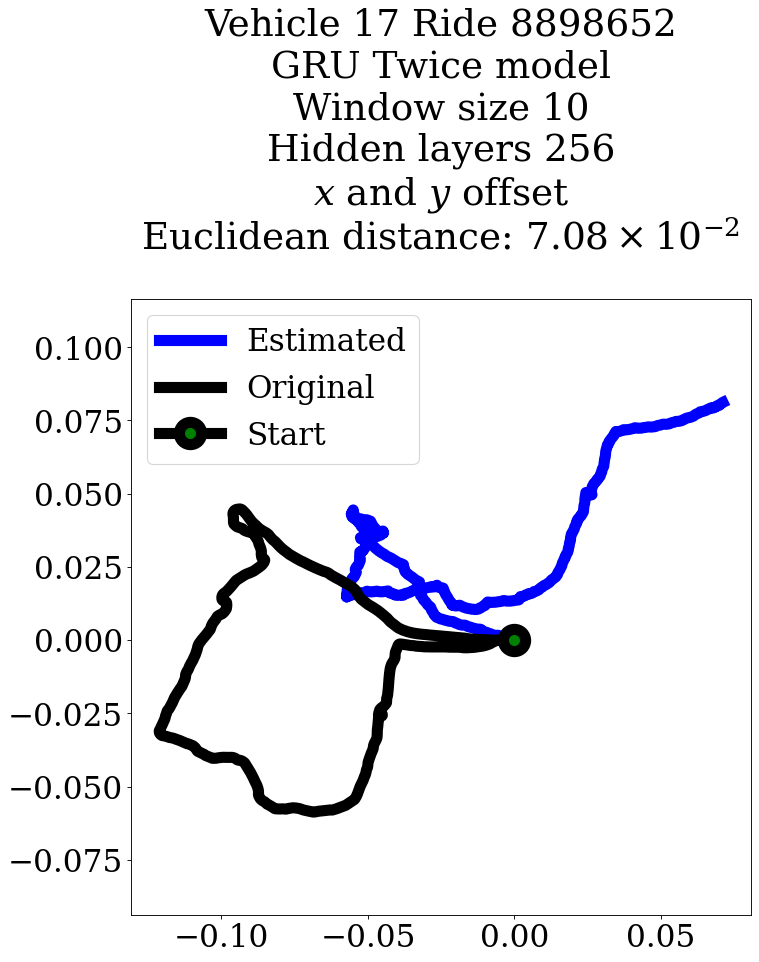 Vehicle 17 Ride 8898652
GRU Twice model
Window size 10
Hidden layers 256
x and y offset
Euclidean distance: 7.08 × 10⁻²
Estimated
Original
Start
0.100
0.075
0.050
0.025
0.000
−0.025
−0.050
−0.075
−0.10
−0.05
0.00
0.05